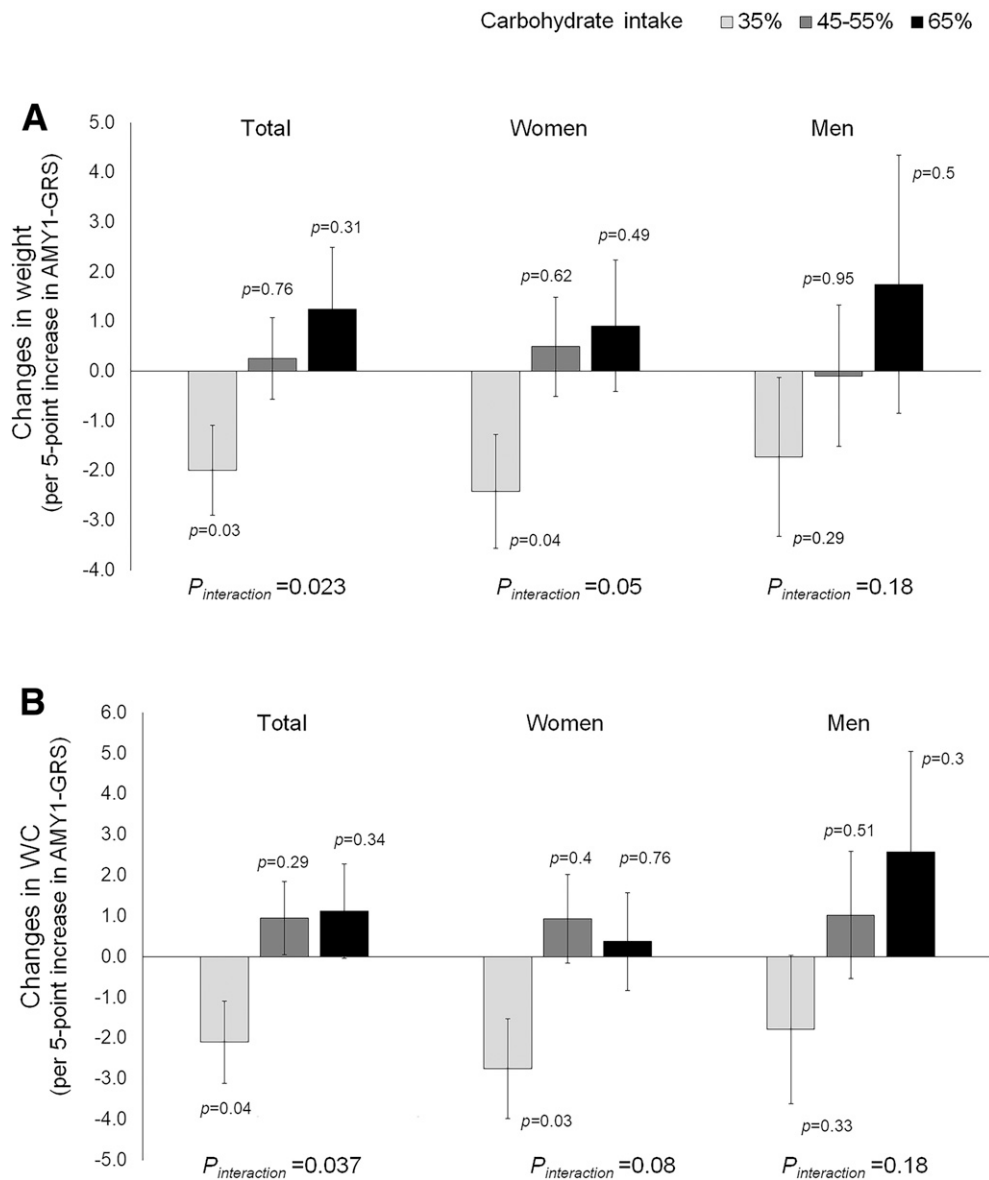 Carbohydrate intake 35% 45-55% 65%
A
Total Women Men
Changes in weight
(per 5-point increase in AMY1-GRS)
5.0
4.0
3.0
2.0
1.0
0.0
-1.0
-2.0
-3.0
-4.0
p=0.03
p=0.76
p=0.31
p=0.04
p=0.62
p=0.49
p=0.29
p=0.95
p=0.5
Pinteraction =0.023 Pinteraction =0.05 Pinteraction =0.18
B
Total Women Men
Changes in WC
(per 5-point increase in AMY1-GRS)
6.0
5.0
4.0
3.0
2.0
1.0
0.0
-1.0
-2.0
-3.0
-4.0
-5.0
p=0.04
p=0.29
p=0.34
p=0.03
p=0.4
p=0.76
p=0.33
p=0.51
p=0.3
Pinteraction =0.037 Pinteraction =0.08 Pinteraction =0.18